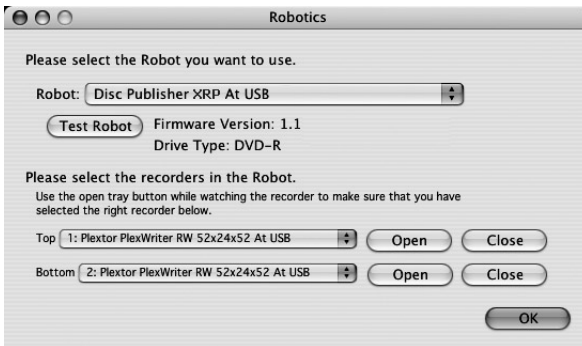 Robotics
Please select the Robot you want to use.
Robot: Disc Publisher XRP At USB
Test Robot Firmware Version: 1.1
Drive Type: DVD-R
Please select the recorders in the Robot.
Use the open tray button while watching the recorder to make sure that you have
selected the right recorder below.
Top 1: Plextor PlexWriter RW 52x24x52 At USB Open Close
Bottom 2: Plextor PlexWriter RW 52x24x52 At USB Open Close
OK